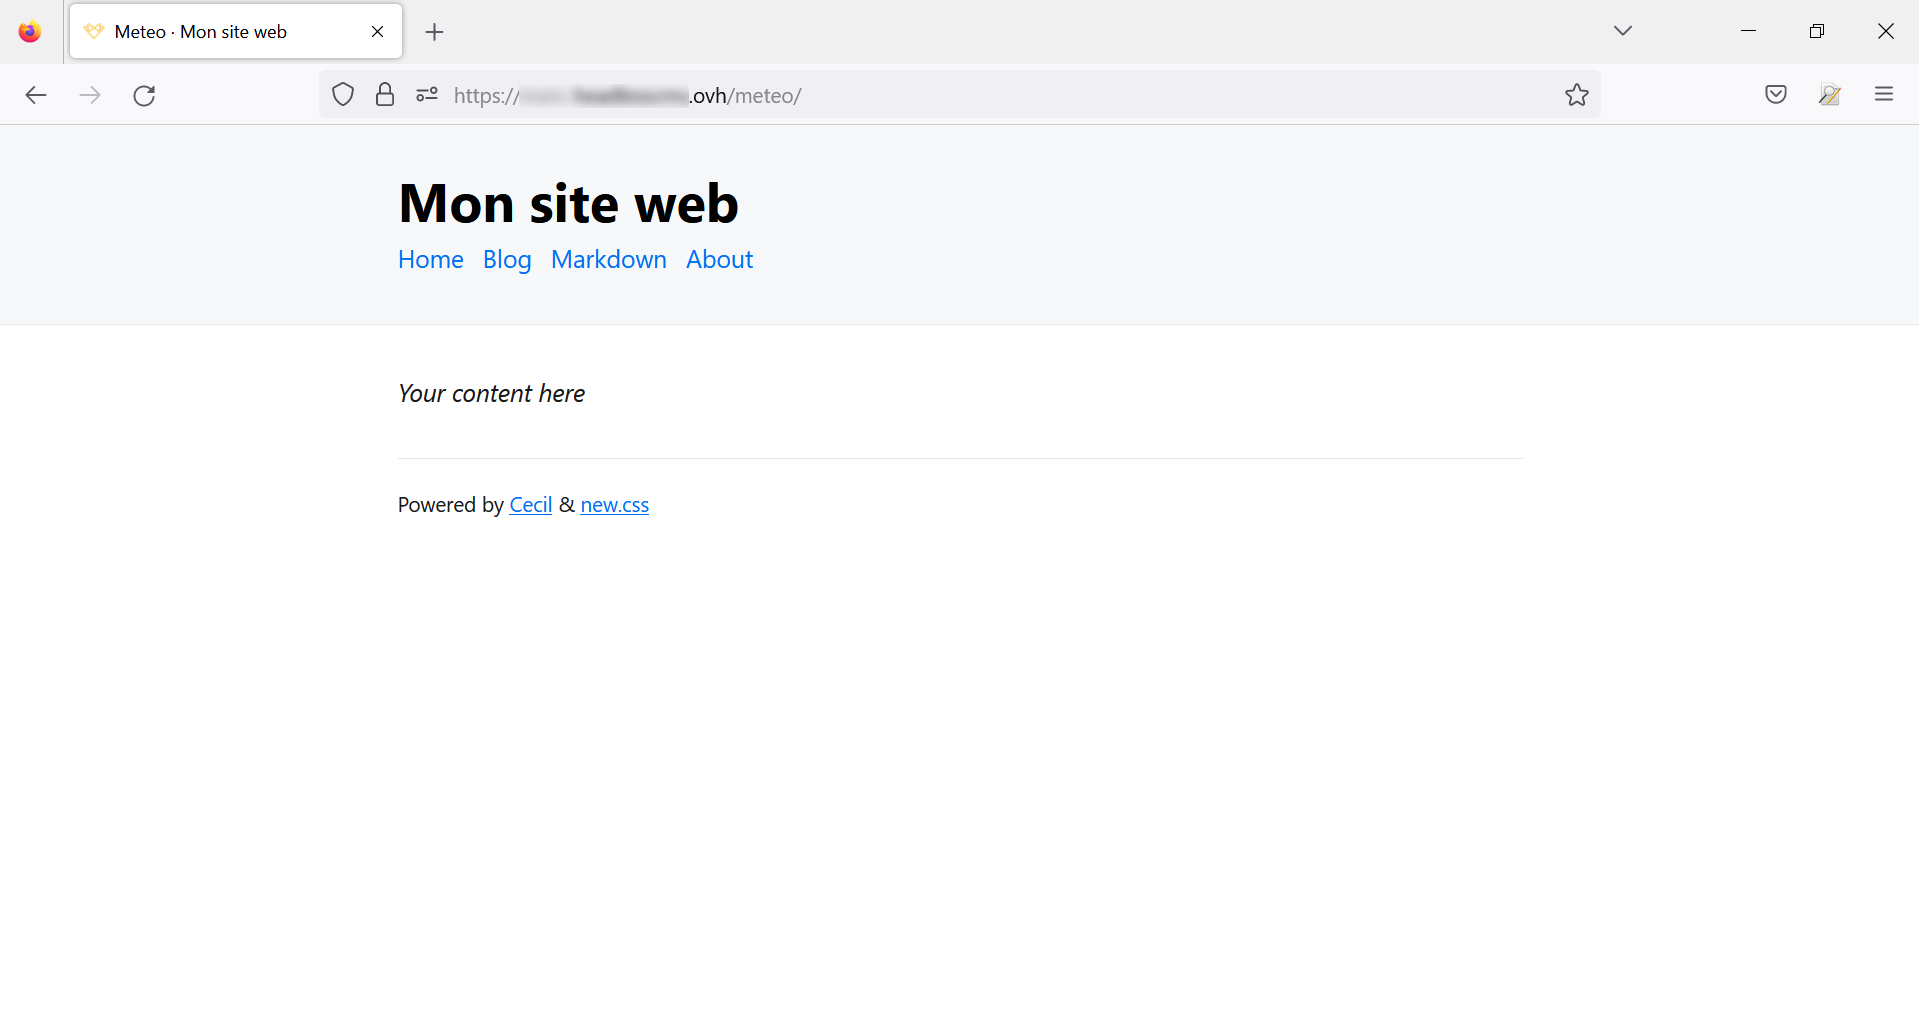 Meteo · Mon site web
https://.ovh/meteo/
Mon site web
Home Blog Markdown About
Your content here
Powered by Cecil & new.css